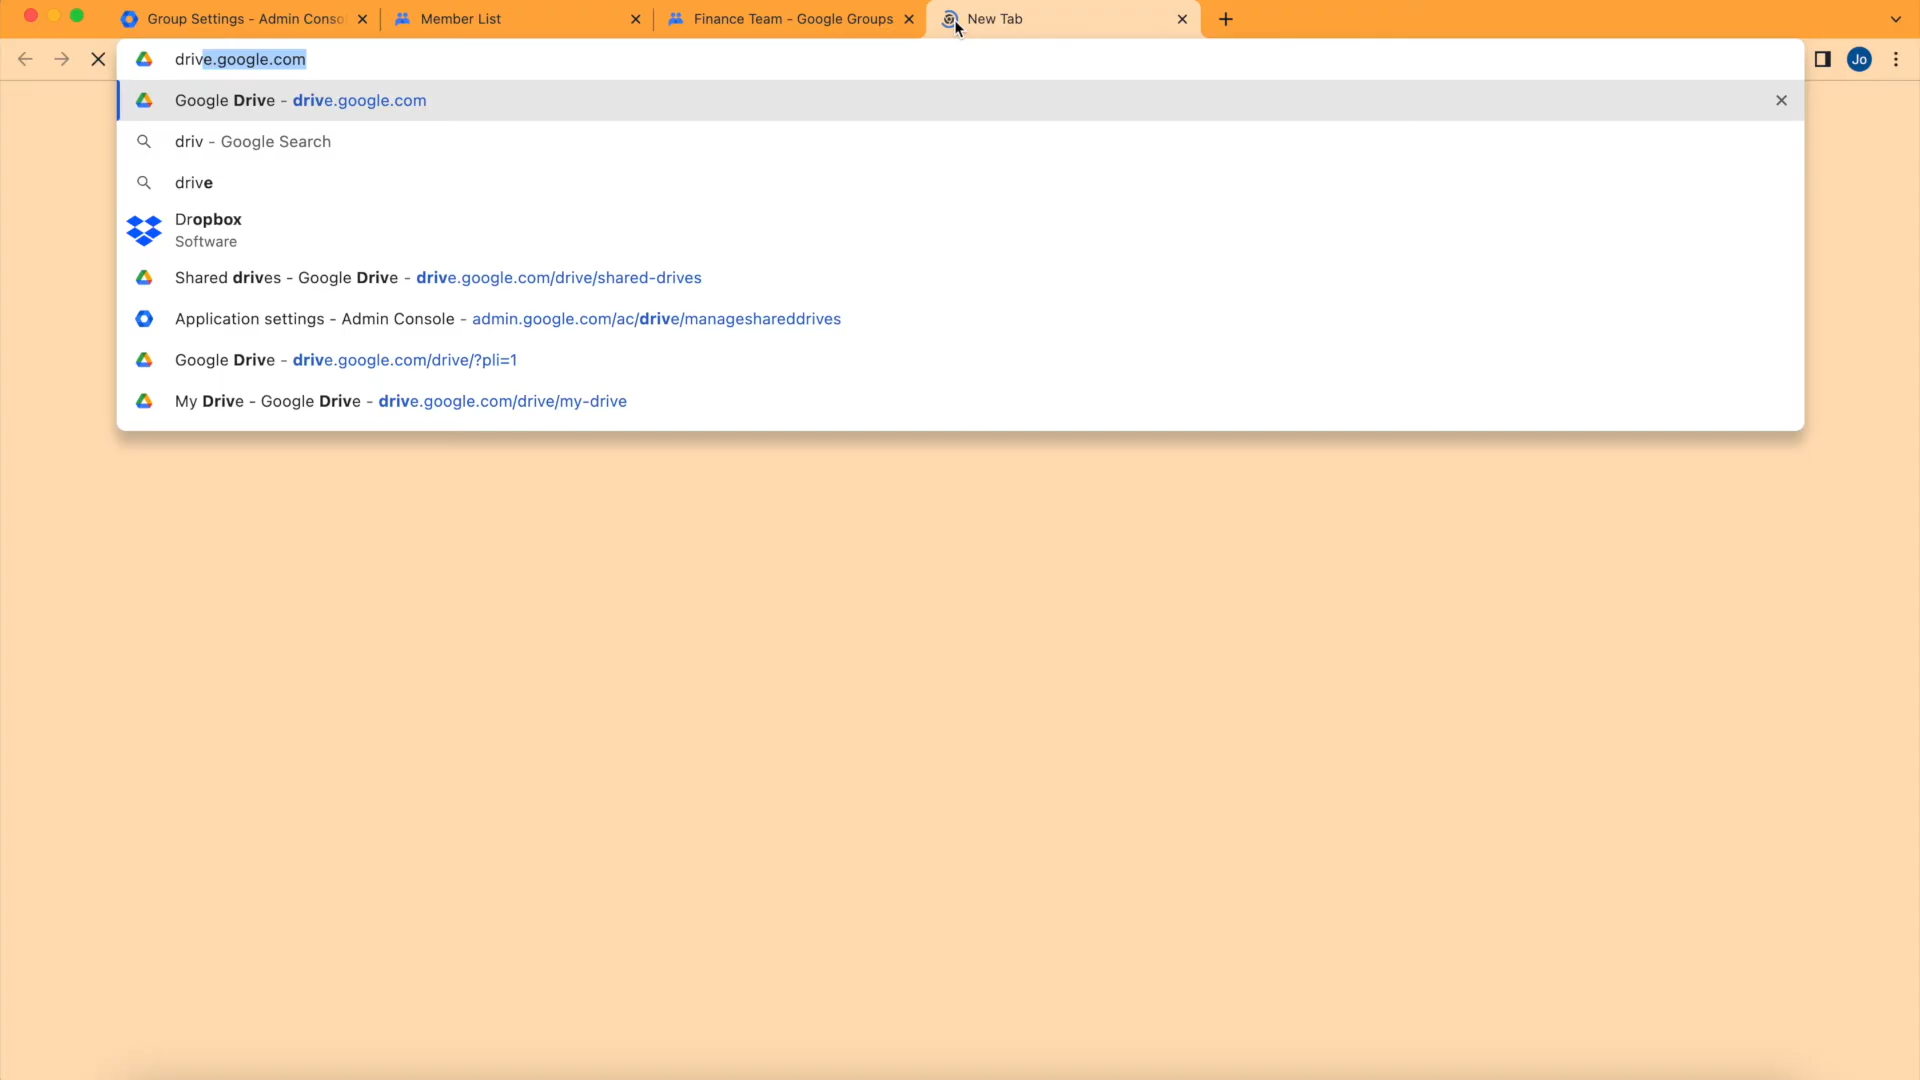 Group Settings - Admin Conso
Member List
Finance Team - Google Groups
New Tab
drive.google.com
Jo
Google Drive - drive.google.com
driv - Google Search
drive
Dropbox
Software
Shared drives - Google Drive - drive.google.com/drive/shared-drives
Application settings - Admin Console - admin.google.com/ac/drive/manageshareddrives
Google Drive - drive.google.com/drive/?pli=1
My Drive - Google Drive - drive.google.com/drive/my-drive